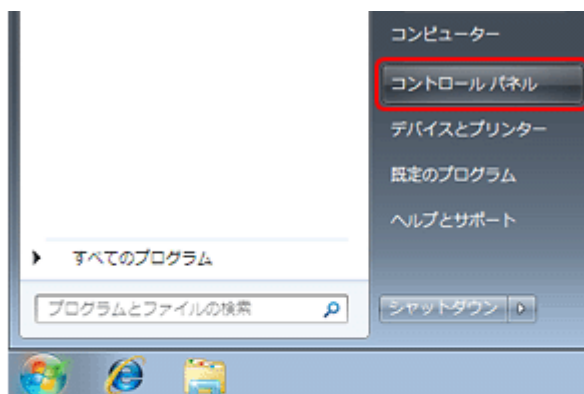 コンピューター
コントロール パネル
デバイスとプリンター
既定のプログラム
ヘルプとサポート
すべてのプログラム
プログラムとファイルの検索
シャットダウン